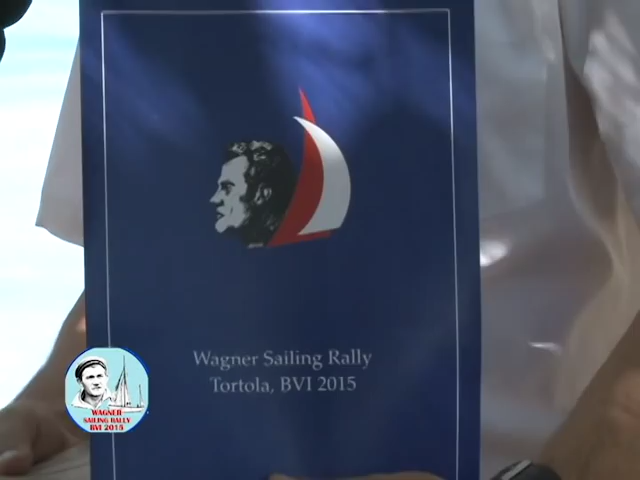 Wagner Sailing Rally
Tortola, BVI 2015
WAGNER
SAILING RALLY
BVI 2015